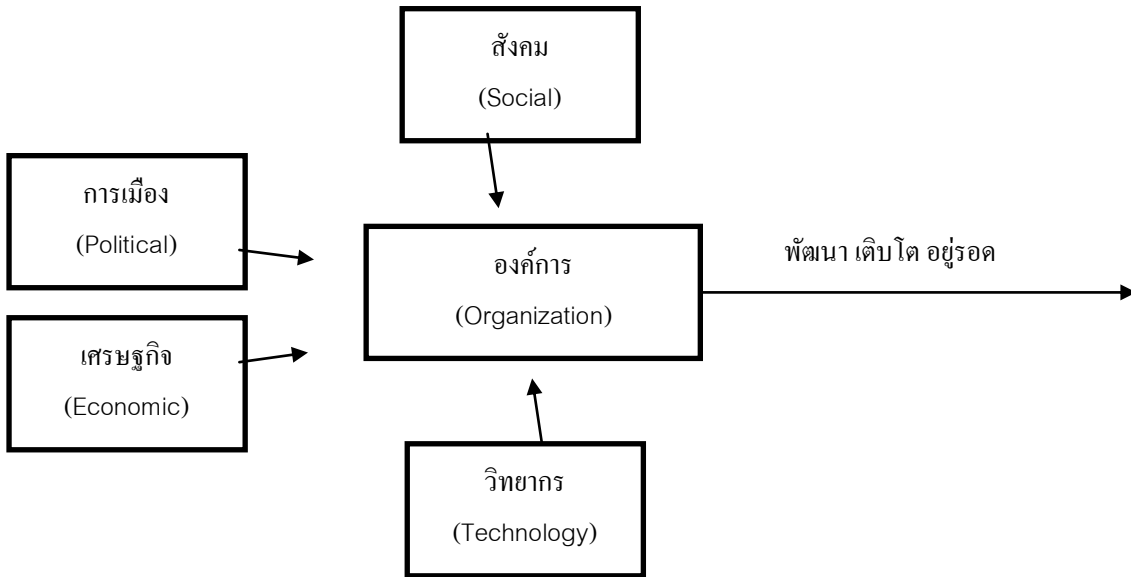 สังคม
(Social)
การเมือง
(Political)
องค์การ
(Organization)
พัฒนา เติบโต อยู่รอด
เศรษฐกิจ
(Economic)
วิทยากร
(Technology)